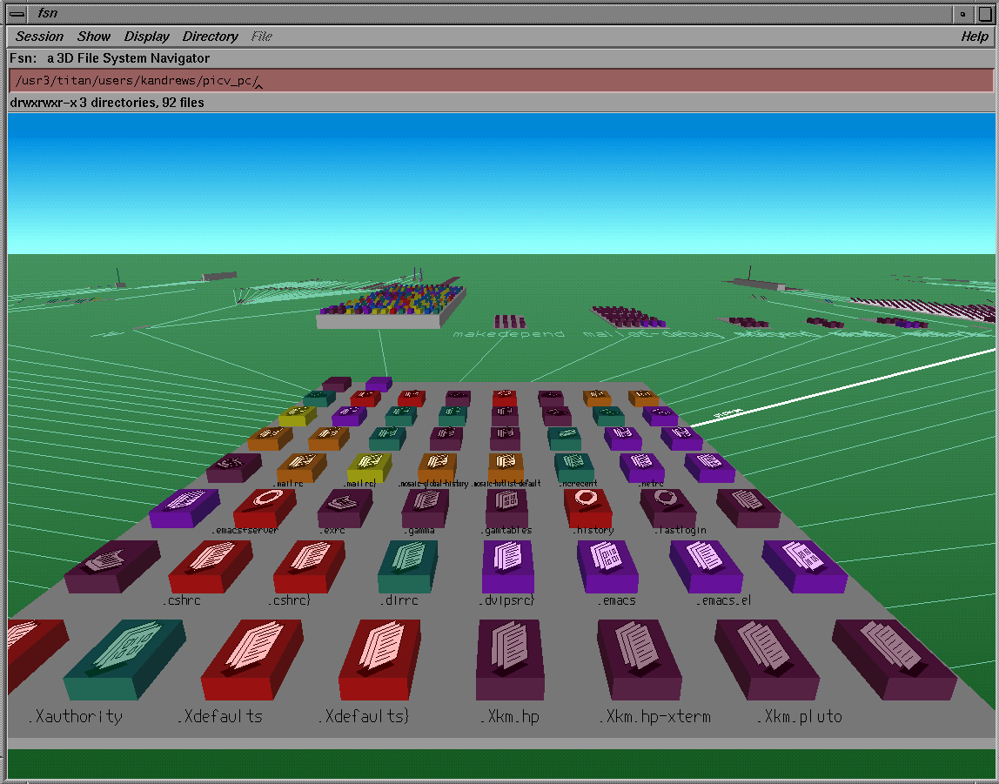 fsn
Session Show Display Directory File Help
Fsn: a 3D File System Navigator
/usr3/titan/users/kandrews/picv_pc/
drwxrwxr-x 3 directories, 92 files
makedepend
.mailrc .mailrc} .mosaic-global-history .mosaic-hotlist-default .ncrecent .netrc
.emacs+server .exrc .gamma .gamtables .history .lastlogin
.cshrc .cshrc} .dirrc .dvipsrc} .emacs .emacs.el
.Xauthority .Xdefaults .Xdefaults} .Xkm.hp .Xkm.hp-xterm .Xkm.pluto